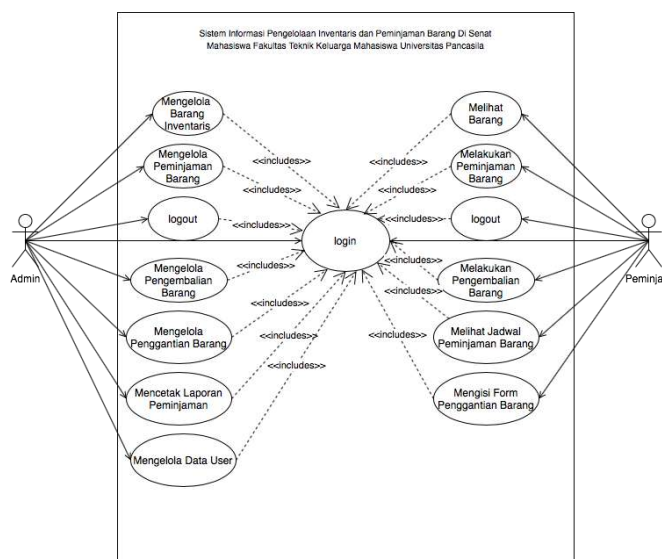 Sistem Informasi Pengelolaan Inventaris dan Peminjaman Barang Di Senat
Mahasiswa Fakultas Teknik Keluarga Mahasiswa Universitas Pancasila
Mengelola
Barang
Inventaris
Melihat
Barang
<<includes>>
<<includes>>
Mengelola
Peminjaman
Barang
Melakukan
Peminjaman
Barang
<<includes>>
<<includes>>
logout
<<includes>>
<<includes>>
logout
login
Admin
Peminja
Mengelola
Pengembalian
Barang
<<includes>>
<<includes>>
Melakukan
Pengembalian
Barang
Mengelola
Penggantian Barang
<<includes>>
<<includes>>
Melihat Jadwal
Peminjaman Barang
<<includes>>
<<includes>>
Mencetak Laporan
Peminjaman
<<includes>>
Mengisi Form
Penggantian Barang
Mengelola Data User